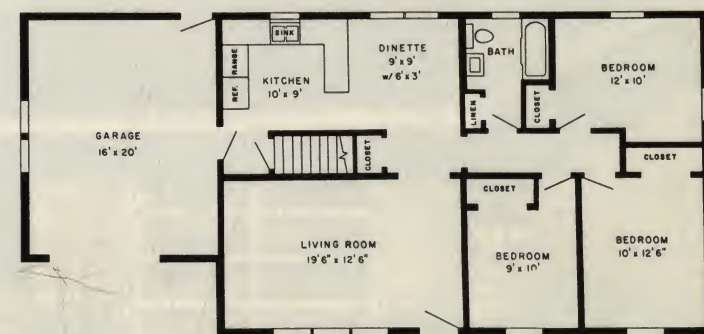 GARAGE
16' x 20'
SINK
RANGE
REF.
KITCHEN
10' x 9'
DINETTE
9' x 9'
w/ 6' x 3'
BATH
LINEN
CLOSET
BEDROOM
12' x 10'
CLOSET
CLOSET
LIVING ROOM
19'6" x 12'6"
CLOSET
BEDROOM
9' x 10'
BEDROOM
10' x 12'6"